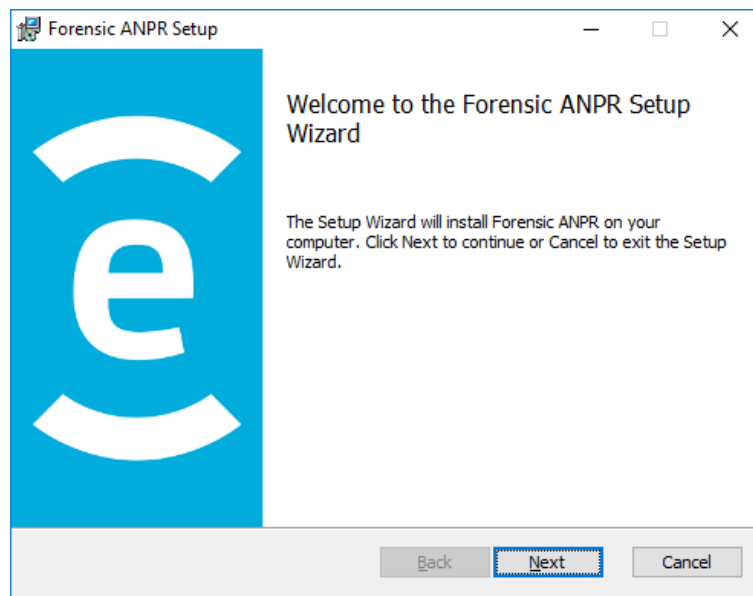 Forensic ANPR Setup
Welcome to the Forensic ANPR Setup
Wizard
The Setup Wizard will install Forensic ANPR on your
computer. Click Next to continue or Cancel to exit the Setup
Wizard.
e
Back
Next
Cancel